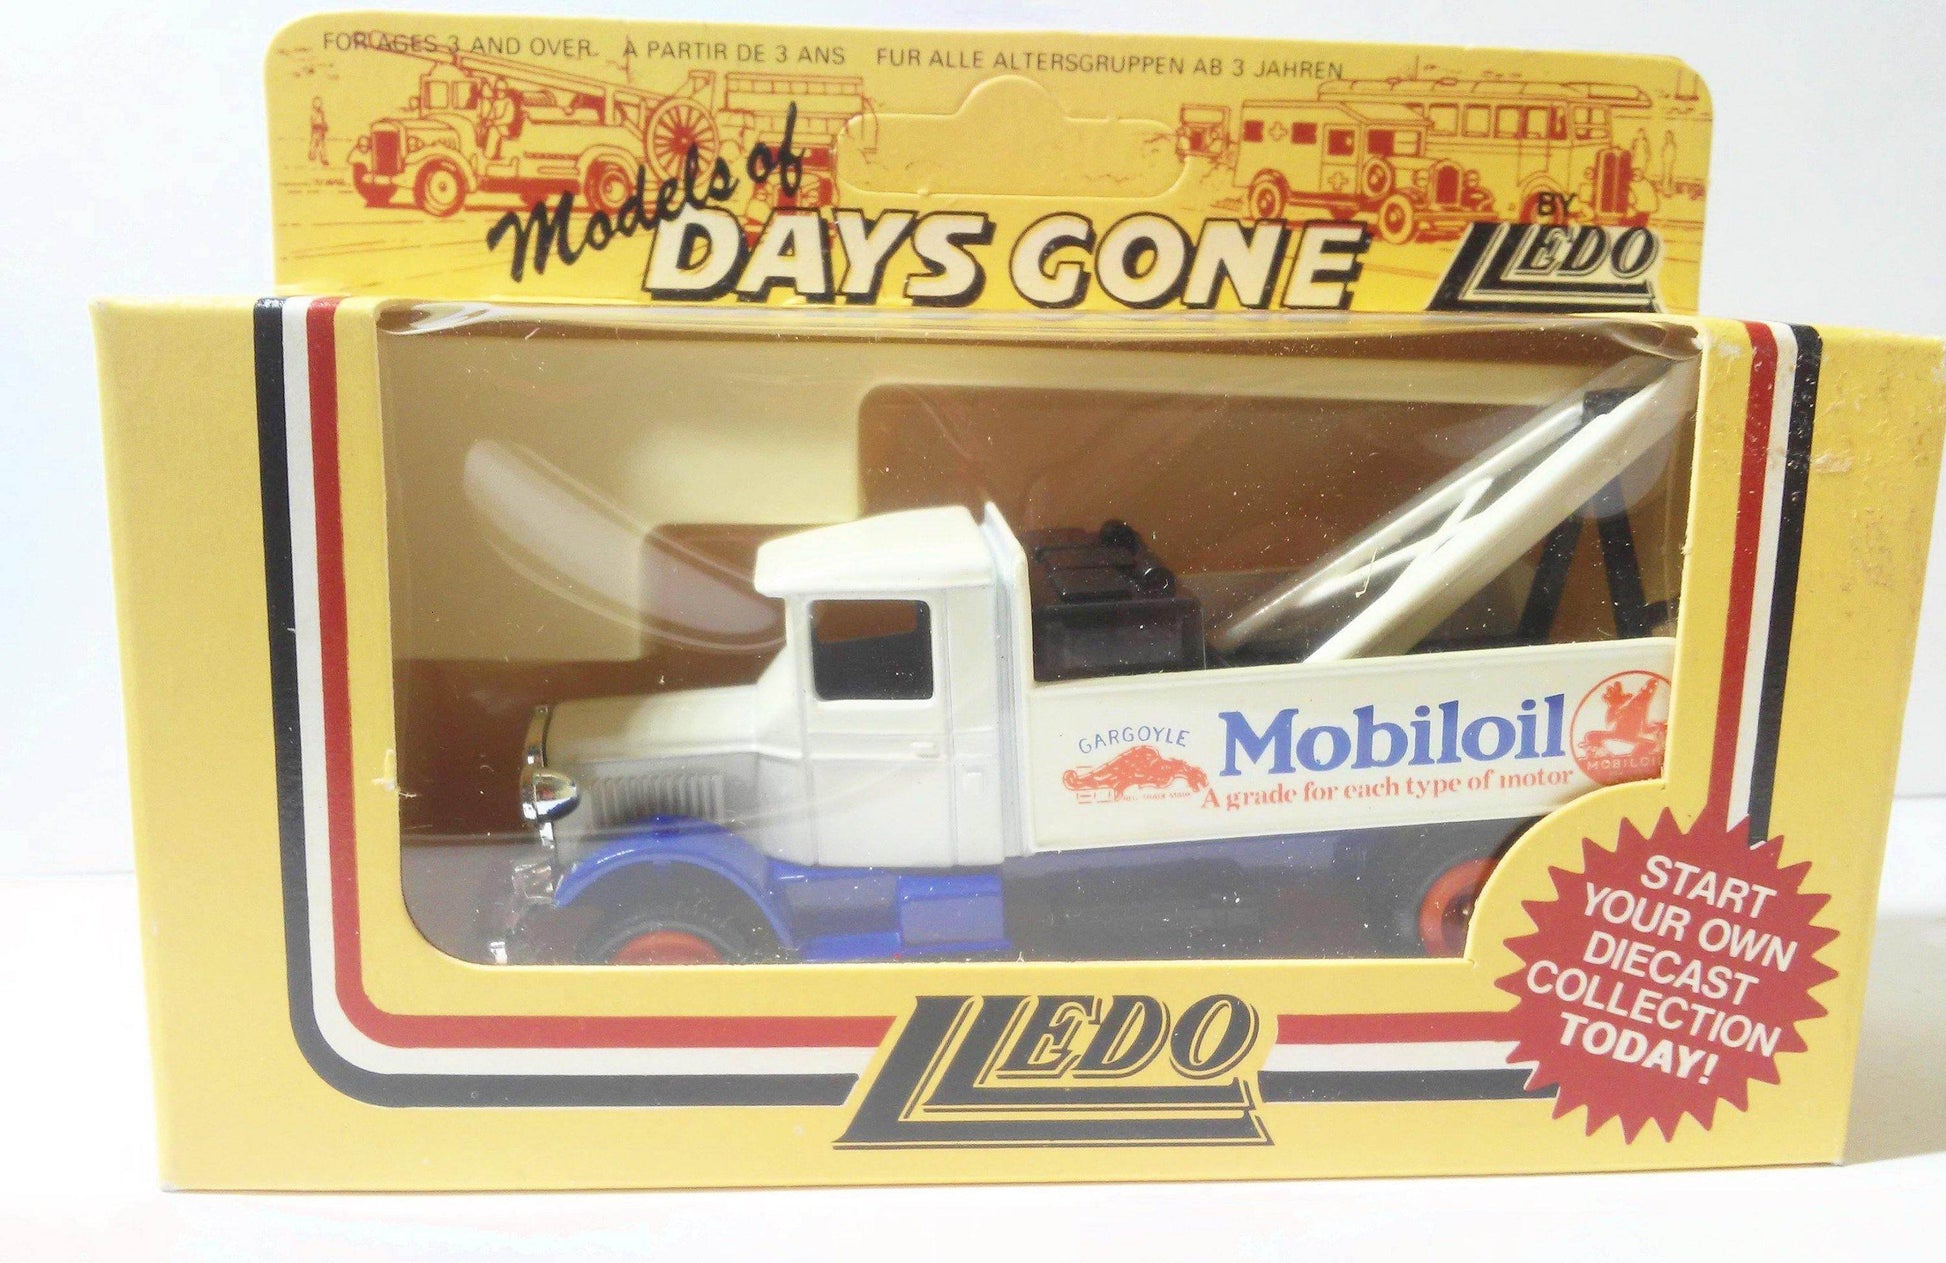 FOR AGES 3 AND OVER. A PARTIR DE 3 ANS FUR ALLE ALTERSGRUPPEN AB 3 JAHREN
Models of
DAYS GONE
BY
LLEDO
GARGOYLE
Mobiloil
A grade for each type of motor
MOBILOIL
START
YOUR OWN
DIECAST
COLLECTION
TODAY!
LLEDO